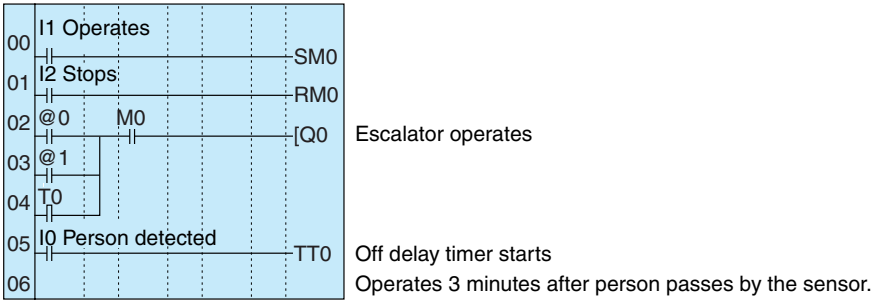 I1 Operates
00 SM0
I2 Stops
01 RM0
02 @0 M0 [Q0 Escalator operates
03 @1
04 T0
05 I0 Person detected TT0 Off delay timer starts
06 Operates 3 minutes after person passes by the sensor.